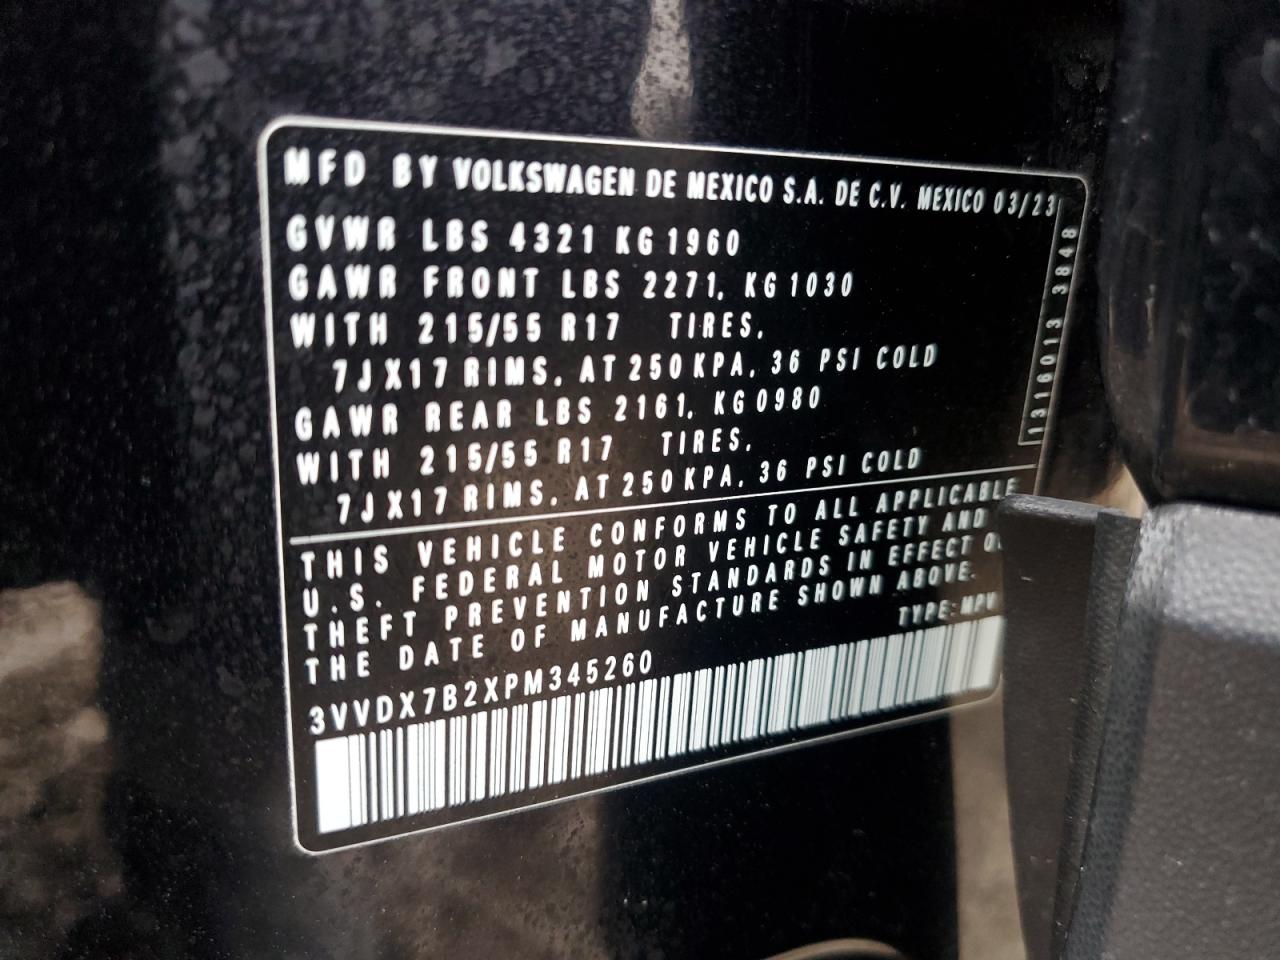 MFD BY VOLKSWAGEN DE MEXICO S.A. DE C.V. MEXICO 03/23
GVWR LBS 4321 KG 1960
GAWR FRONT LBS 2271, KG 1030
WITH 215/55 R17 TIRES,
7JX17 RIMS, AT 250 KPA, 36 PSI COLD
GAWR REAR LBS 2161, KG 0980
WITH 215/55 R17 TIRES,
7JX17 RIMS, AT 250 KPA, 36 PSI COLD
1316013 3848
THIS VEHICLE CONFORMS TO ALL APPLICABLE
U.S. FEDERAL MOTOR VEHICLE SAFETY AND
THEFT PREVENTION STANDARDS IN EFFECT
THE DATE OF MANUFACTURE SHOWN ABOVE.
TYPE: MPV
3VVDX7B2XPM345260